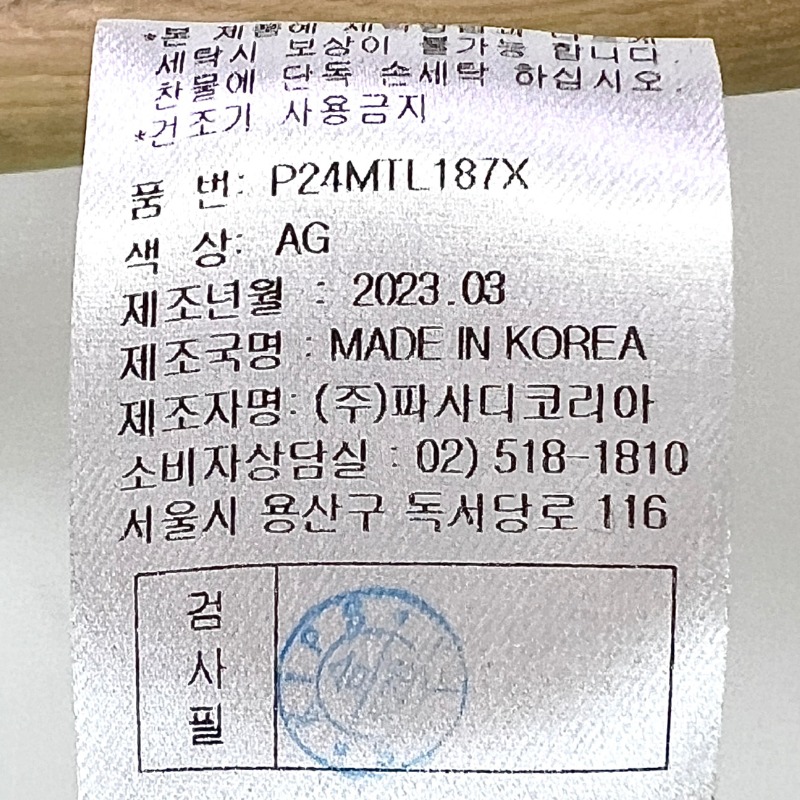 *본 제품에
세탁시 보상이 불가능 합니다.
찬물에 단독 손세탁 하십시오.
*건조기 사용금지
품 번: P24MTL187X
색 상: AG
제조년월 : 2023.03
제조국명 : MADE IN KOREA
제조자명: (주)파사디코리아
소비자상담실 : 02) 518-1810
서울시 용산구 독서당로 116
검
사
필